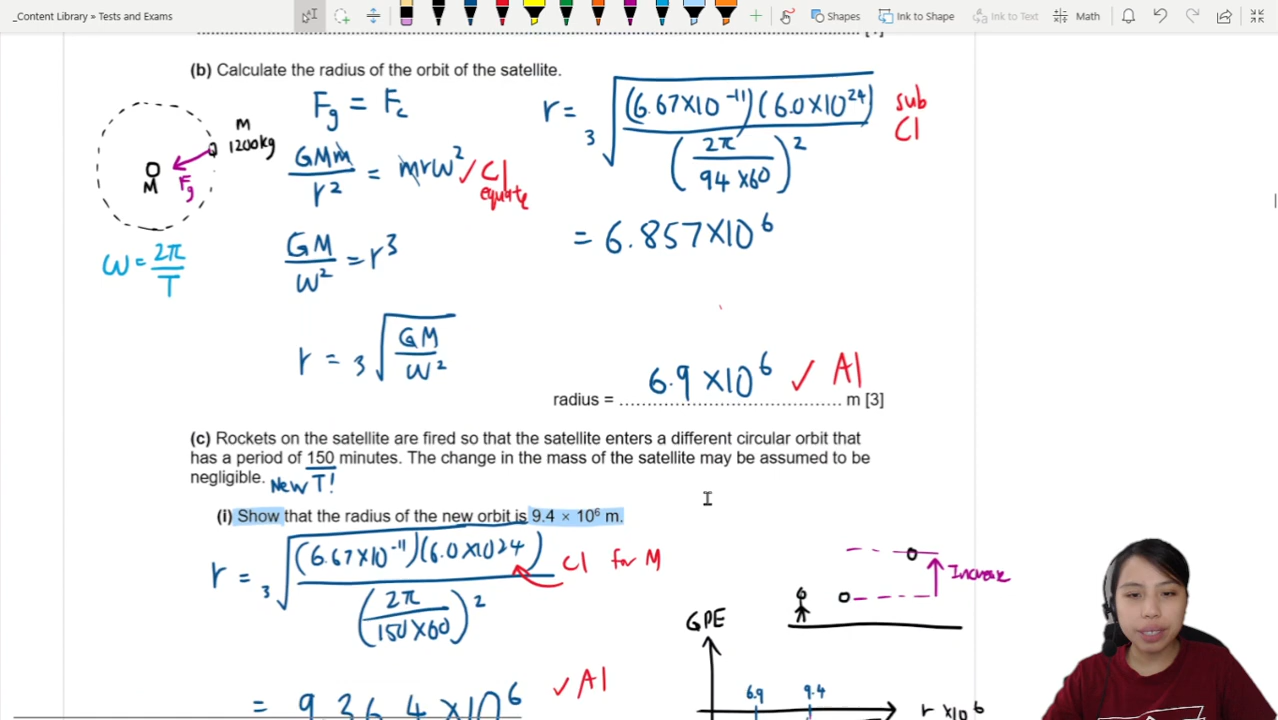 _Content Library » Tests and Exams
Shapes
Ink to Shape
Ink to Text
Math
(b) Calculate the radius of the orbit of the satellite.
M
1200kg
Fg
M
ω = 2π/T
Fg = Fc
GMm/r² = mrω² ✓ C1
equate
GM/ω² = r³
r = ³√(GM/ω²)
r = ³√((6.67×10⁻¹¹)(6.0×10²⁴)/(2π/94×60)²)
sub
C1
= 6.857×10⁶
radius = 6.9×10⁶ m [3] ✓ A1
(c) Rockets on the satellite are fired so that the satellite enters a different circular orbit that
has a period of 150 minutes. The change in the mass of the satellite may be assumed to be
negligible. New T!
(i) Show that the radius of the new orbit is 9.4 × 10⁶ m.
r = ³√((6.67×10⁻¹¹)(6.0×10²⁴)/(2π/150×60)²)
C1 for M
= 9.364×10⁶ ✓ A1
Increase
GPE
6.9 9.4
r ×10⁶